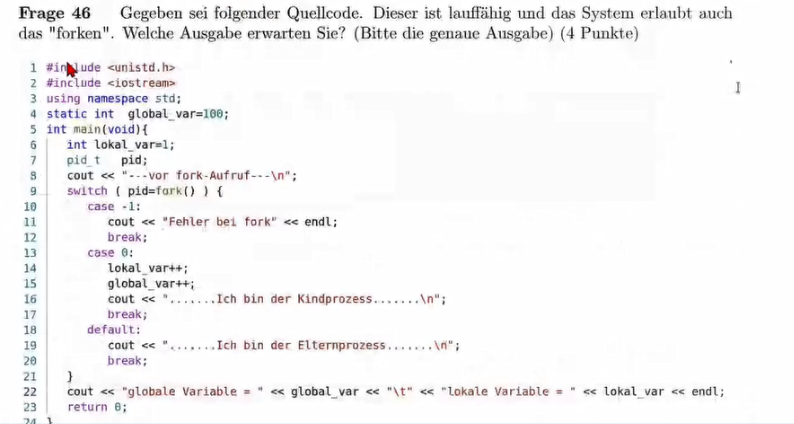 Frage 46 Gegeben sei folgender Quellcode. Dieser ist lauffähig und das System erlaubt auch
das "forken". Welche Ausgabe erwarten Sie? (Bitte die genaue Ausgabe) (4 Punkte)
1 #include <unistd.h>
2 #include <iostream>
3 using namespace std;
4 static int global_var=100;
5 int main(void){
6 int lokal_var=1;
7 pid_t pid;
8 cout << "---vor fork-Aufruf---\n";
9 switch ( pid=fork() ) {
10 case -1:
11 cout << "Fehler bei fork" << endl;
12 break;
13 case 0:
14 lokal_var++;
15 global_var++;
16 cout << ".......Ich bin der Kindprozess.......\n";
17 break;
18 default:
19 cout << ".......Ich bin der Elternprozess.......\n";
20 break;
21 }
22 cout << "globale Variable = " << global_var << "\t" << "lokale Variable = " << lokal_var << endl;
23 return 0;
24 }